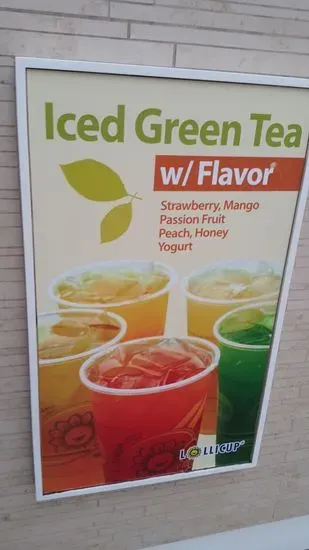 Iced Green Tea
w/ Flavor
Strawberry, Mango
Passion Fruit
Peach, Honey
Yogurt
LOLLICUP